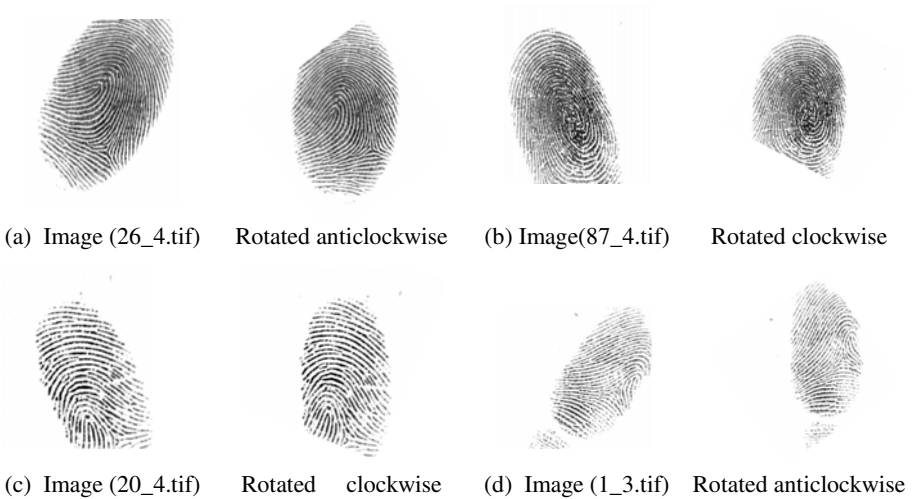 (a) Image (26_4.tif) Rotated anticlockwise (b) Image(87_4.tif) Rotated clockwise
(c) Image (20_4.tif) Rotated clockwise (d) Image (1_3.tif) Rotated anticlockwise